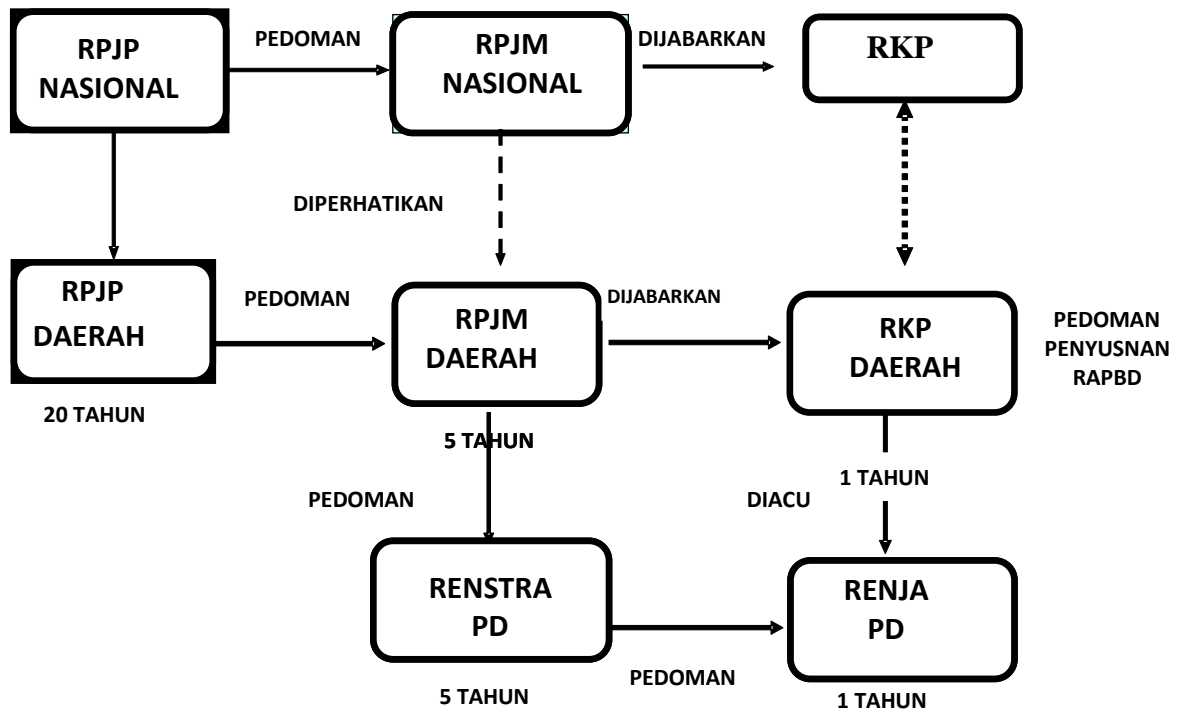 RPJP
NASIONAL
PEDOMAN
RPJM
NASIONAL
DIJABARKAN
RKP
DIPERHATIKAN
RPJP
DAERAH
PEDOMAN
RPJM
DAERAH
DIJABARKAN
RKP
DAERAH
PEDOMAN
PENYUSNAN
RAPBD
20 TAHUN
5 TAHUN
1 TAHUN
PEDOMAN
DIACU
RENSTRA
PD
RENJA
PD
PEDOMAN
5 TAHUN
1 TAHUN